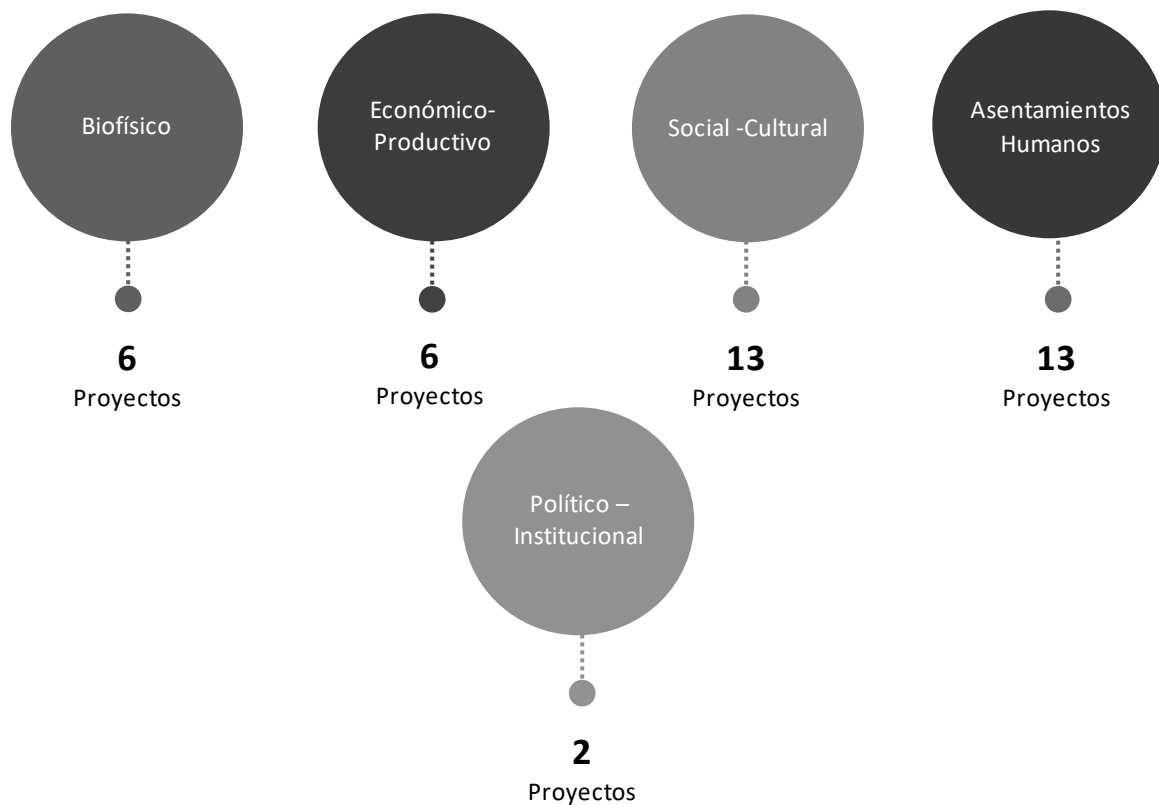 Biofísico
Económico-
Productivo
Social -Cultural
Asentamientos
Humanos
6
Proyectos
6
Proyectos
13
Proyectos
13
Proyectos
Político –
Institucional
2
Proyectos